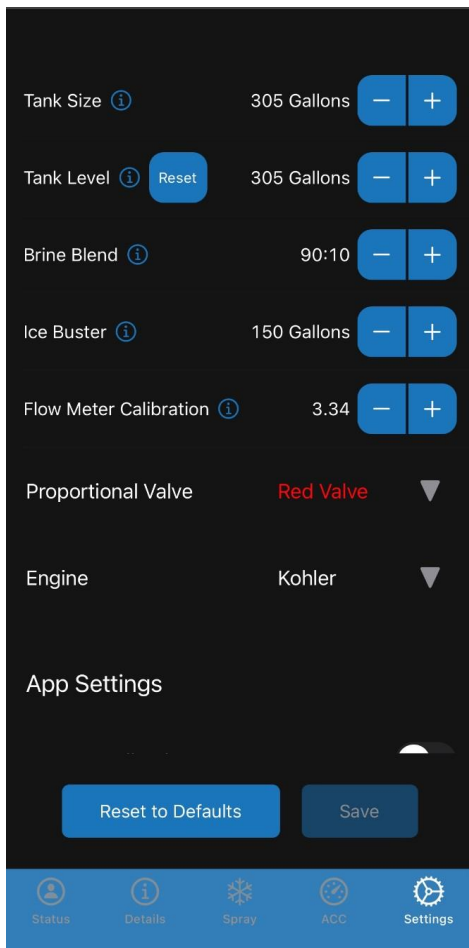 Tank Size 305 Gallons − +
Tank Level Reset 305 Gallons − +
Brine Blend 90:10 − +
Ice Buster 150 Gallons − +
Flow Meter Calibration 3.34 − +
Proportional Valve Red Valve
Engine Kohler
App Settings
Reset to Defaults Save
Status Details Spray ACC Settings